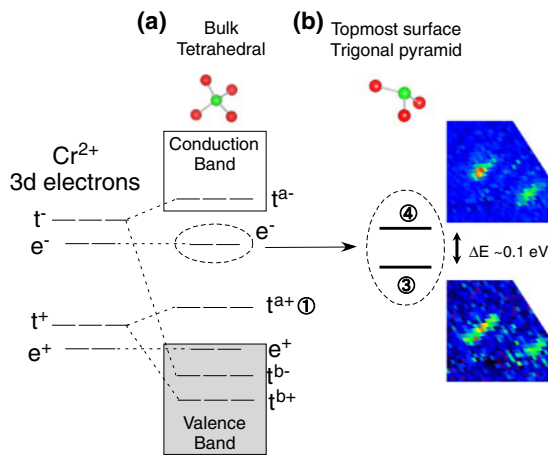 (a)
Bulk
Tetrahedral
(b)
Topmost surface
Trigonal pyramid
Cr²⁺
3d electrons
Conduction
Band
t⁻
tᵃ⁻
e⁻
e⁻
④
ΔE ~0.1 eV
③
t⁺
tᵃ⁺ ①
e⁺
e⁺
tᵇ⁻
tᵇ⁺
Valence
Band